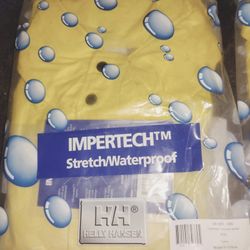 IMPERTECH™
Stretch/Waterproof
HH
HELLY HANSEN